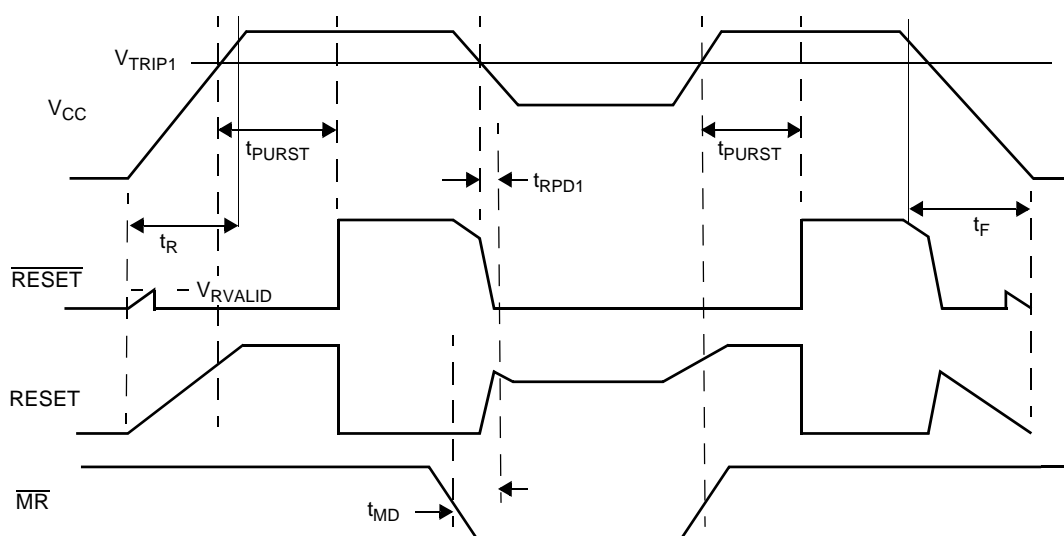 VTRIP1
VCC
tPURST
tPURST
tRPD1
tR
tF
RESET
VRVALID
RESET
MR
tMD